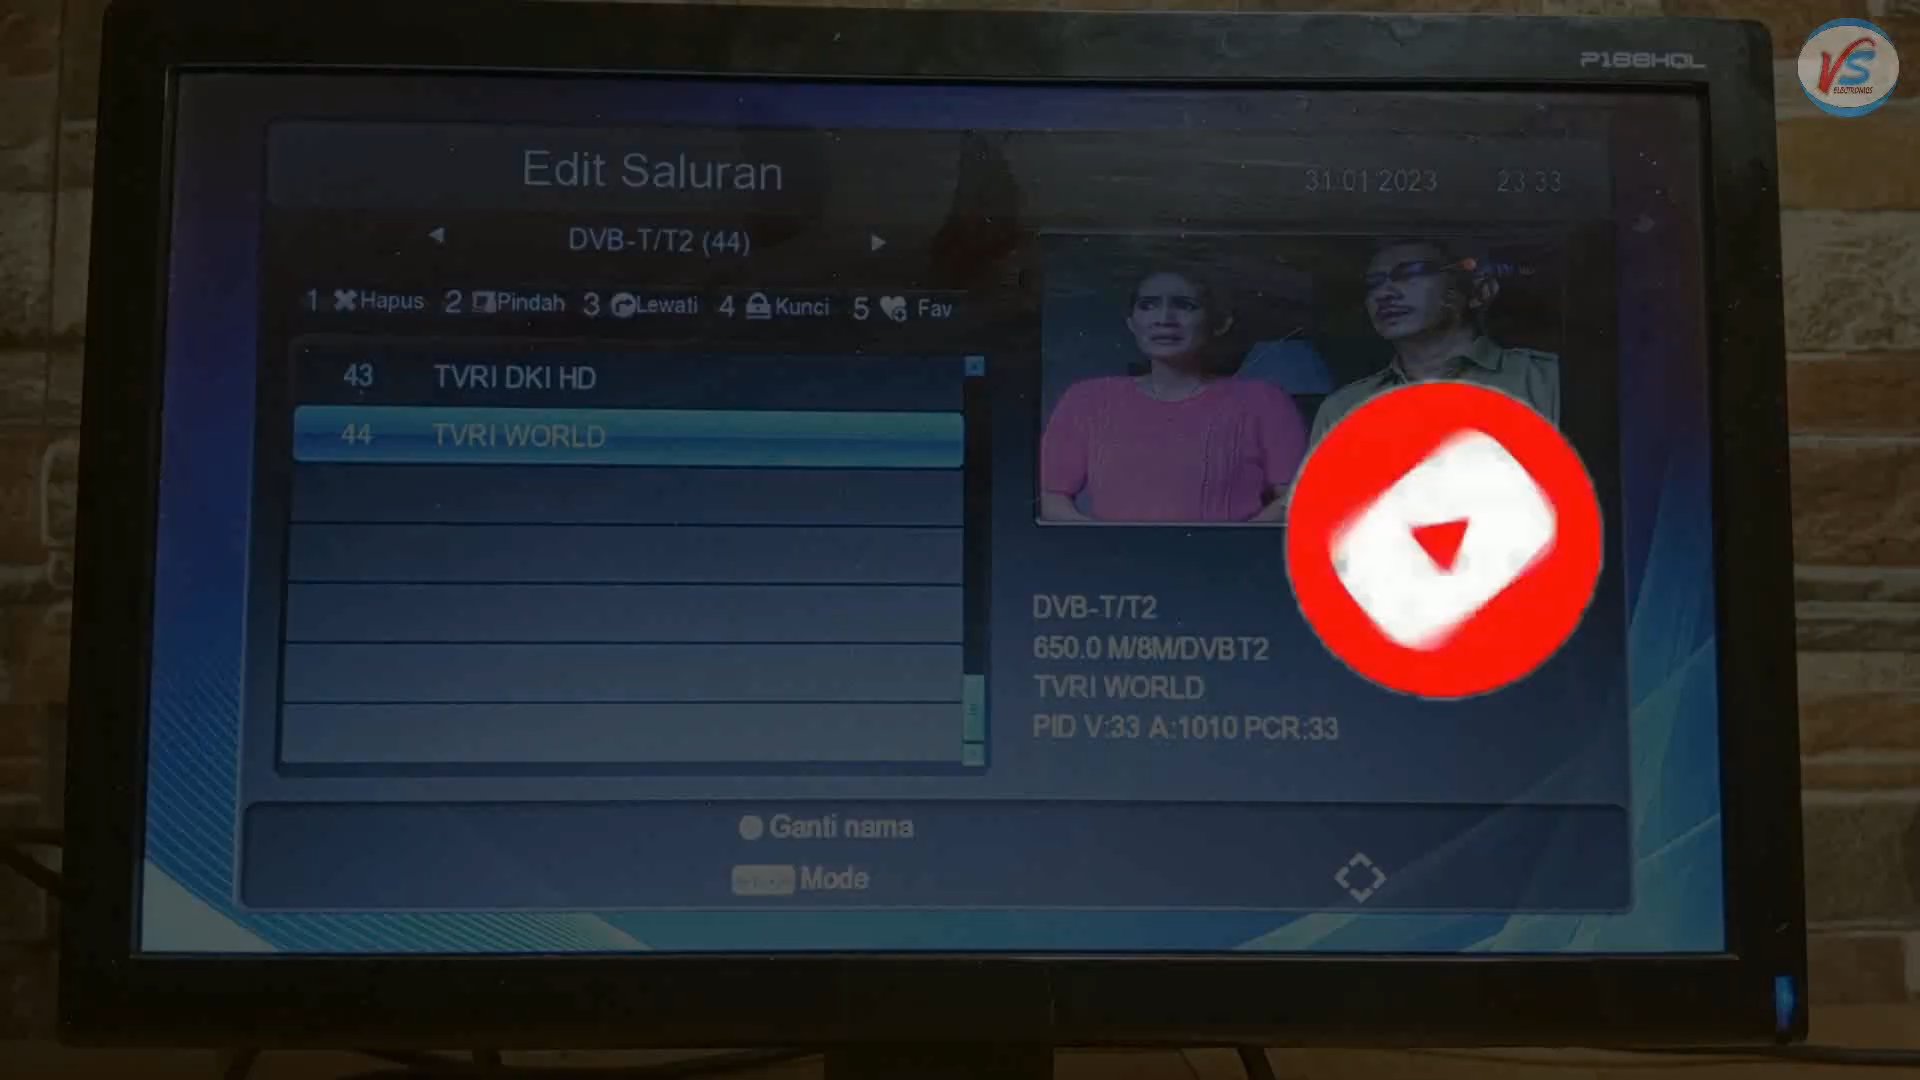 P188HQL
VS
ELECTRONICS
Edit Saluran
31.01.2023 23:33
DVB-T/T2 (44)
1 Hapus 2 Pindah 3 Lewati 4 Kunci 5 Fav
43 TVRI DKI HD
44 TVRI WORLD
DVB-T/T2
650.0 M/8M/DVBT2
TVRI WORLD
PID V:33 A:1010 PCR:33
Ganti nama
Mode